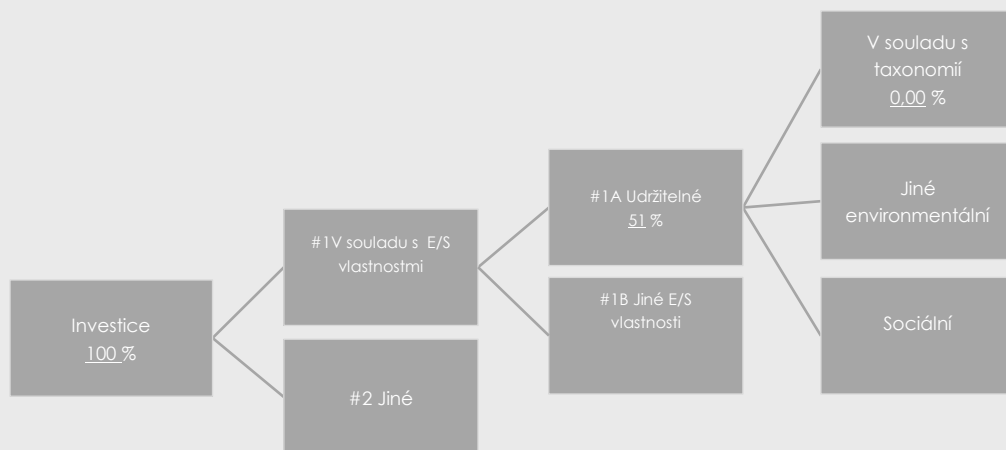 V souladu s
taxonomií
0,00 %
#1A Udržitelné
51 %
Jiné
environmentální
#1V souladu s E/S
vlastnostmi
#1B Jiné E/S
vlastnosti
Sociální
Investice
100 %
#2 Jiné